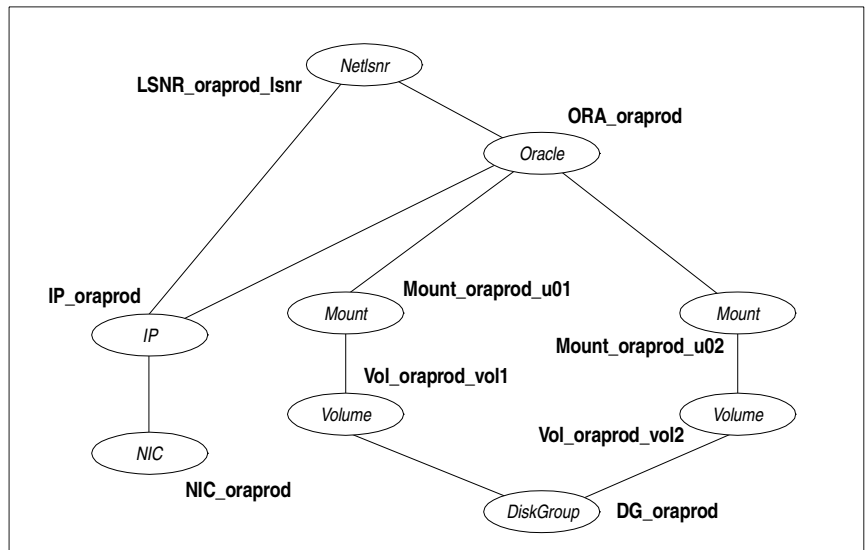 Netlsnr
LSNR_oraprod_lsnr
ORA_oraprod
Oracle
IP_oraprod
Mount_oraprod_u01
IP
Mount
Mount
Mount_oraprod_u02
Vol_oraprod_vol1
Volume
Volume
Vol_oraprod_vol2
NIC
NIC_oraprod
DiskGroup
DG_oraprod